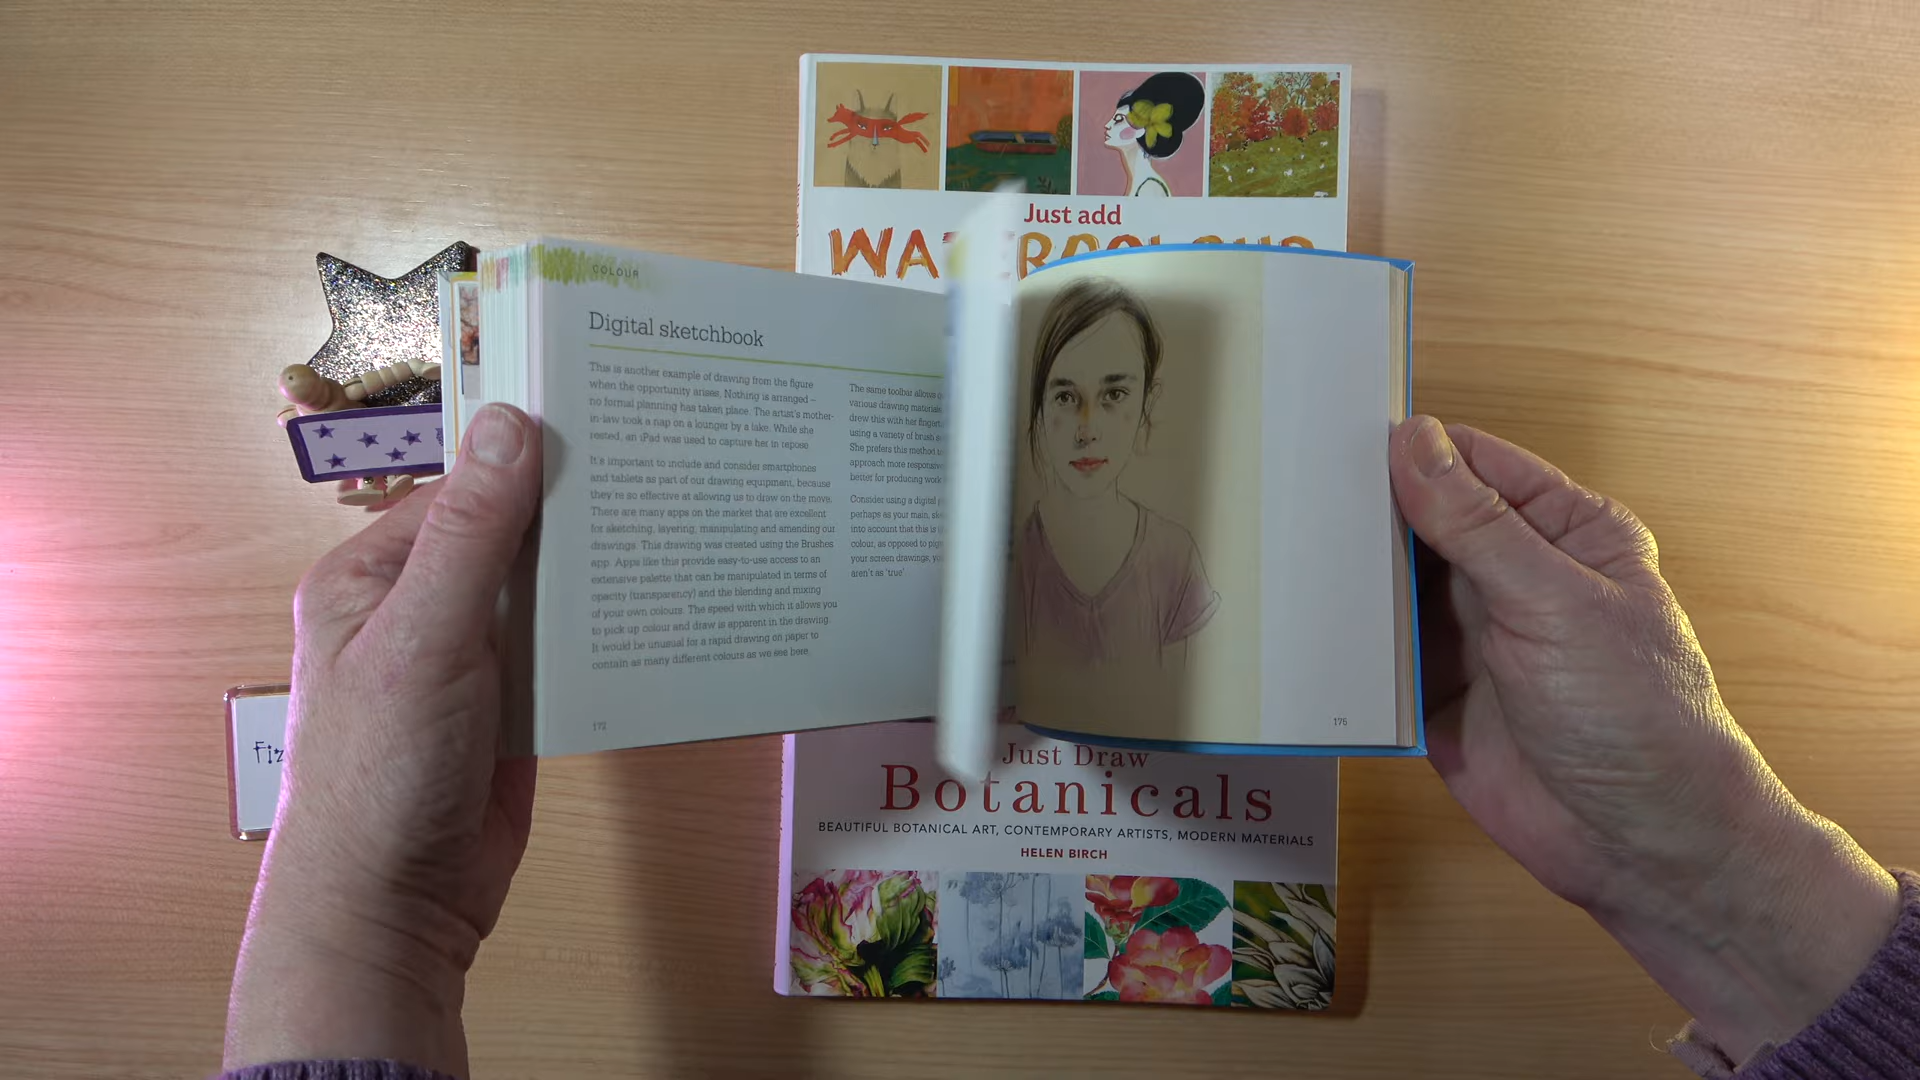 Just add
COLOUR
Digital sketchbook
This is another example of drawing from the figure
when the opportunity arises. Nothing is arranged –
no formal planning has taken place. The artist's mother-
in-law took a nap on a lounger by a lake. While she
rested, an iPad was used to capture her in repose.
It's important to include and consider smartphones
and tablets as part of our drawing equipment, because
they're so effective at allowing us to draw on the move.
There are many apps on the market that are excellent
for sketching, layering, manipulating and amending our
drawings. This drawing was created using the Brushes
app. Apps like this provide easy-to-use access to an
extensive palette that can be manipulated in terms of
opacity (transparency) and the blending and mixing
of your own colours. The speed with which it allows you
to pick up colour and draw is apparent in the drawing.
It would be unusual for a rapid drawing on paper to
contain as many different colours as we see here.
The same toolbar allows
various drawing materials
drew this with her
using a variety of brush
She prefers this method
approach more responsive
better for producing work
Consider using a digital
perhaps as your main
into account that this is
colour, as opposed to
your screen drawings,
aren't as 'true'
172
175
Just Draw
Botanicals
BEAUTIFUL BOTANICAL ART, CONTEMPORARY ARTISTS, MODERN MATERIALS
HELEN BIRCH